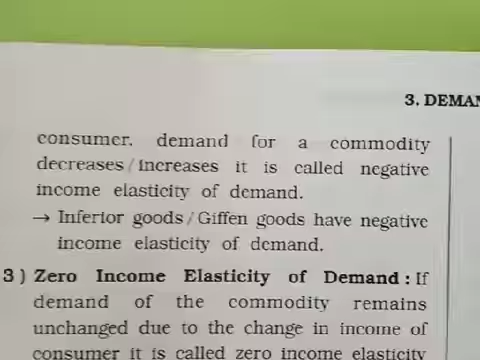 3. DEMAN
consumer. demand for a commodity
decreases/increases it is called negative
income elasticity of demand.
→ Inferior goods/Giffen goods have negative
income elasticity of demand.
3) Zero Income Elasticity of Demand : If
demand of the commodity remains
unchanged due to the change in income of
consumer it is called zero income elasticity